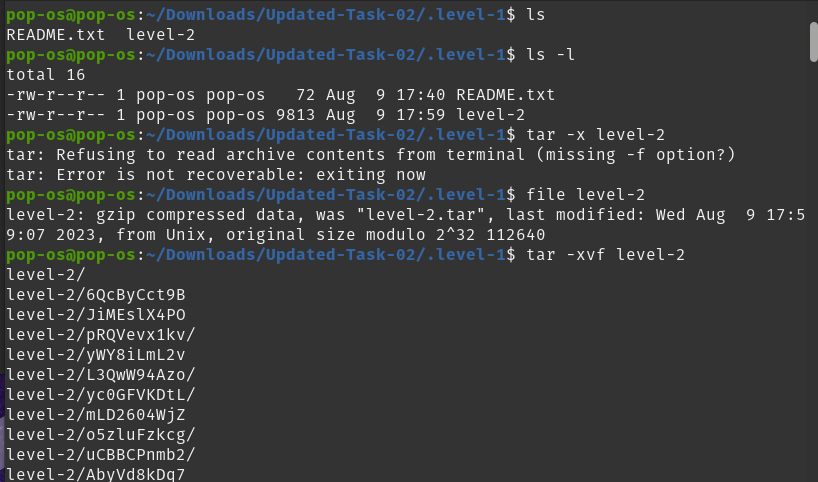 pop-os@pop-os:~/Downloads/Updated-Task-02/.level-1$ ls
README.txt  level-2
pop-os@pop-os:~/Downloads/Updated-Task-02/.level-1$ ls -l
total 16
-rw-r--r-- 1 pop-os pop-os   72 Aug  9 17:40 README.txt
-rw-r--r-- 1 pop-os pop-os 9813 Aug  9 17:59 level-2
pop-os@pop-os:~/Downloads/Updated-Task-02/.level-1$ tar -x level-2
tar: Refusing to read archive contents from terminal (missing -f option?)
tar: Error is not recoverable: exiting now
pop-os@pop-os:~/Downloads/Updated-Task-02/.level-1$ file level-2
level-2: gzip compressed data, was "level-2.tar", last modified: Wed Aug  9 17:5
9:07 2023, from Unix, original size modulo 2^32 112640
pop-os@pop-os:~/Downloads/Updated-Task-02/.level-1$ tar -xvf level-2
level-2/
level-2/6QcByCct9B
level-2/JiMEslX4PO
level-2/pRQVevx1kv/
level-2/yWY8iLmL2v
level-2/L3QwW94Azo/
level-2/yc0GFVKDtL/
level-2/mLD2604WjZ
level-2/o5zluFzkcg/
level-2/uCBBCPnmb2/
level-2/AbyVd8kDq7